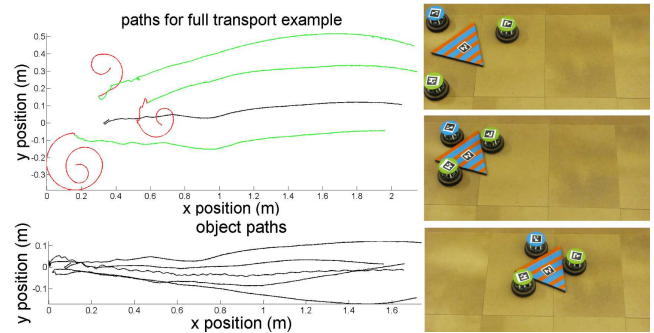 paths for full transport example
y position (m)
0.5
0.4
0.3
0.2
0.1
0
-0.1
-0.2
-0.3
0 0.2 0.4 0.6 0.8 1 1.2 1.4 1.6 1.8 2
x position (m)
object paths
y position (m)
0.1
0
-0.1
0 0.2 0.4 0.6 0.8 1 1.2 1.4 1.6
x position (m)